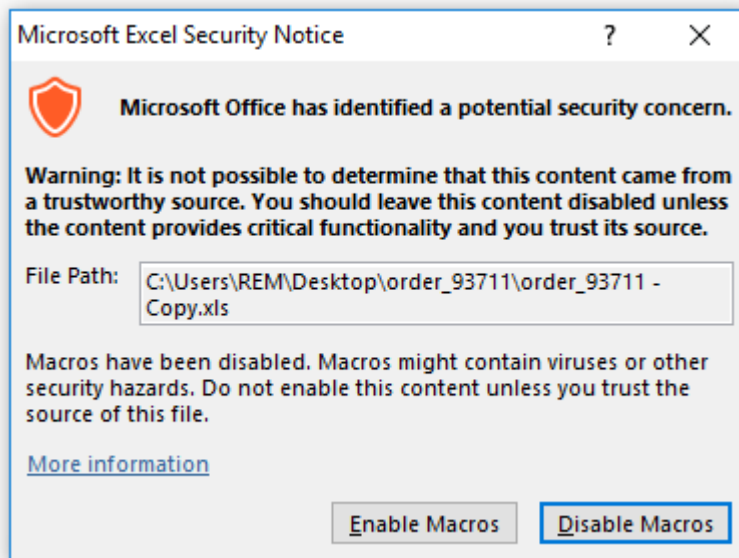 Microsoft Excel Security Notice
? X
Microsoft Office has identified a potential security concern.
Warning: It is not possible to determine that this content came from
a trustworthy source. You should leave this content disabled unless
the content provides critical functionality and you trust its source.
File Path: C:\Users\REM\Desktop\order_93711\order_93711 -
Copy.xls
Macros have been disabled. Macros might contain viruses or other
security hazards. Do not enable this content unless you trust the
source of this file.
More information
Enable Macros Disable Macros